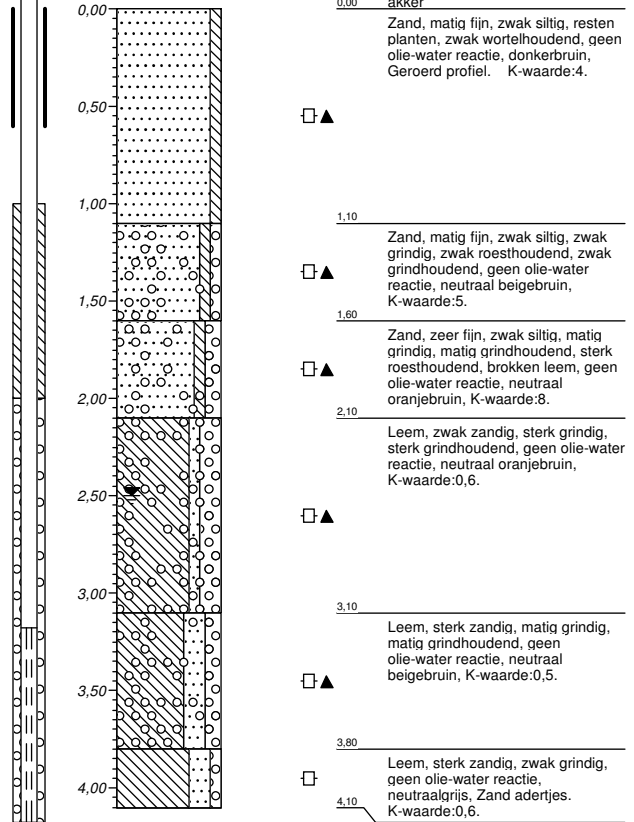 0,00
0,50
1,00
1,50
2,00
2,50
3,00
3,50
4,00
0,00 akker
Zand, matig fijn, zwak siltig, resten
planten, zwak wortelhoudend, geen
olie-water reactie, donkerbruin,
Geroerd profiel. K-waarde:4.
1,10
Zand, matig fijn, zwak siltig, zwak
grindig, zwak roesthoudend, zwak
grindhoudend, geen olie-water
reactie, neutraal beigebruin,
K-waarde:5.
1,60
Zand, zeer fijn, zwak siltig, matig
grindig, matig grindhoudend, sterk
roesthoudend, brokken leem, geen
olie-water reactie, neutraal
oranjebruin, K-waarde:8.
2,10
Leem, zwak zandig, sterk grindig,
sterk grindhoudend, geen olie-water
reactie, neutraal oranjebruin,
K-waarde:0,6.
3,10
Leem, sterk zandig, matig grindig,
matig grindhoudend, geen
olie-water reactie, neutraal
beigebruin, K-waarde:0,5.
3,80
Leem, sterk zandig, zwak grindig,
geen olie-water reactie,
neutraalgrijs, Zand adertjes.
K-waarde:0,6.
4,10